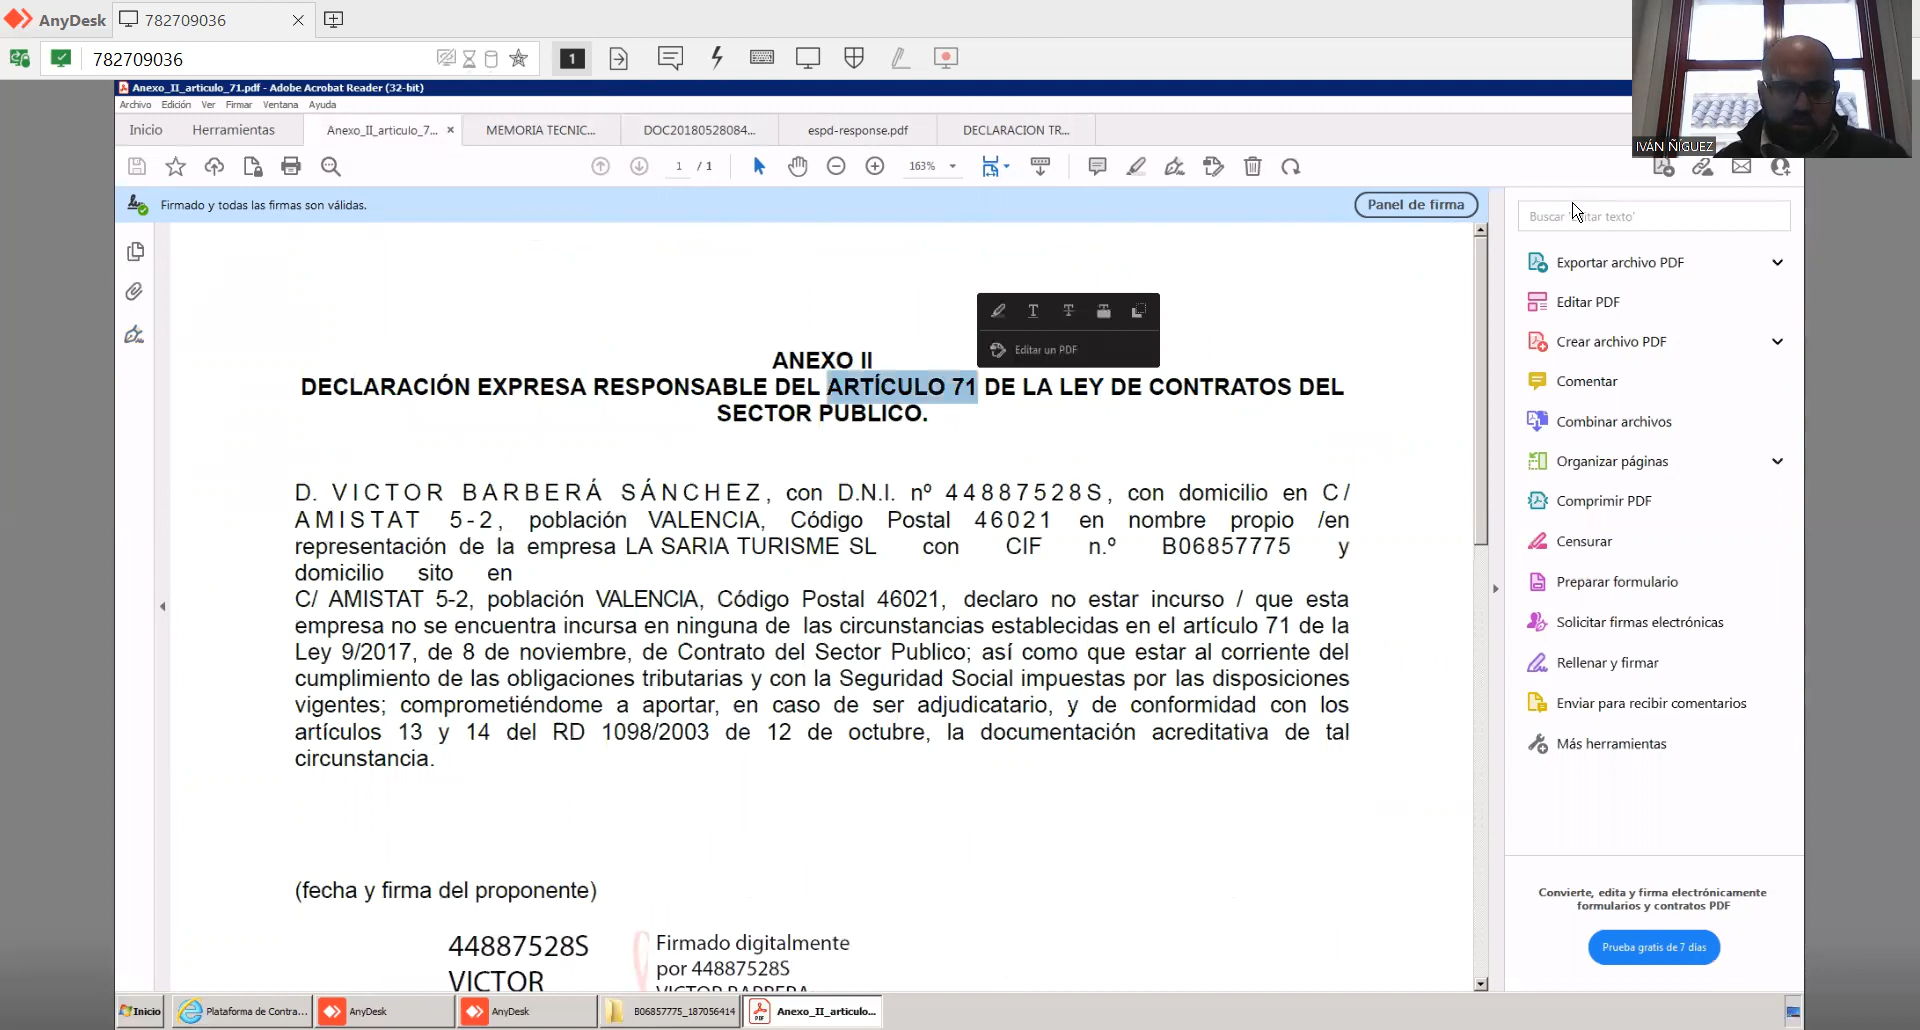 AnyDesk
782709036
782709036
1
Anexo_II_articulo_71.pdf - Adobe Acrobat Reader (32-bit)
Archivo Edición Ver Firmar Ventana Ayuda
Inicio Herramientas Anexo_II_articulo_7... MEMORIA TECNIC... DOC20180528084... espd-response.pdf DECLARACION TR...
IVÁN ÑÍGUEZ
1 / 1 163%
Firmado y todas las firmas son válidas.
Panel de firma
ANEXO II
DECLARACIÓN EXPRESA RESPONSABLE DEL ARTÍCULO 71 DE LA LEY DE CONTRATOS DEL
SECTOR PUBLICO.
Editar un PDF
D. VICTOR BARBERÁ SÁNCHEZ, con D.N.I. nº 44887528S, con domicilio en C/
AMISTAT 5-2, población VALENCIA, Código Postal 46021 en nombre propio /en
representación de la empresa LA SARIA TURISME SL con CIF n.º B06857775 y
domicilio sito en
C/ AMISTAT 5-2, población VALENCIA, Código Postal 46021, declaro no estar incurso / que esta
empresa no se encuentra incursa en ninguna de las circunstancias establecidas en el artículo 71 de la
Ley 9/2017, de 8 de noviembre, de Contrato del Sector Publico; así como que estar al corriente del
cumplimiento de las obligaciones tributarias y con la Seguridad Social impuestas por las disposiciones
vigentes; comprometiéndome a aportar, en caso de ser adjudicatario, y de conformidad con los
artículos 13 y 14 del RD 1098/2003 de 12 de octubre, la documentación acreditativa de tal
circunstancia.
(fecha y firma del proponente)
44887528S
VICTOR
Firmado digitalmente
por 44887528S
VICTOR BARBERA
Buscar
Exportar archivo PDF
Editar PDF
Crear archivo PDF
Comentar
Combinar archivos
Organizar páginas
Comprimir PDF
Censurar
Preparar formulario
Solicitar firmas electrónicas
Rellenar y firmar
Enviar para recibir comentarios
Más herramientas
Convierte, edita y firma electrónicamente
formularios y contratos PDF
Prueba gratis de 7 días
Inicio Plataforma de Contra... AnyDesk AnyDesk B06857775_187056414 Anexo_II_articulo...